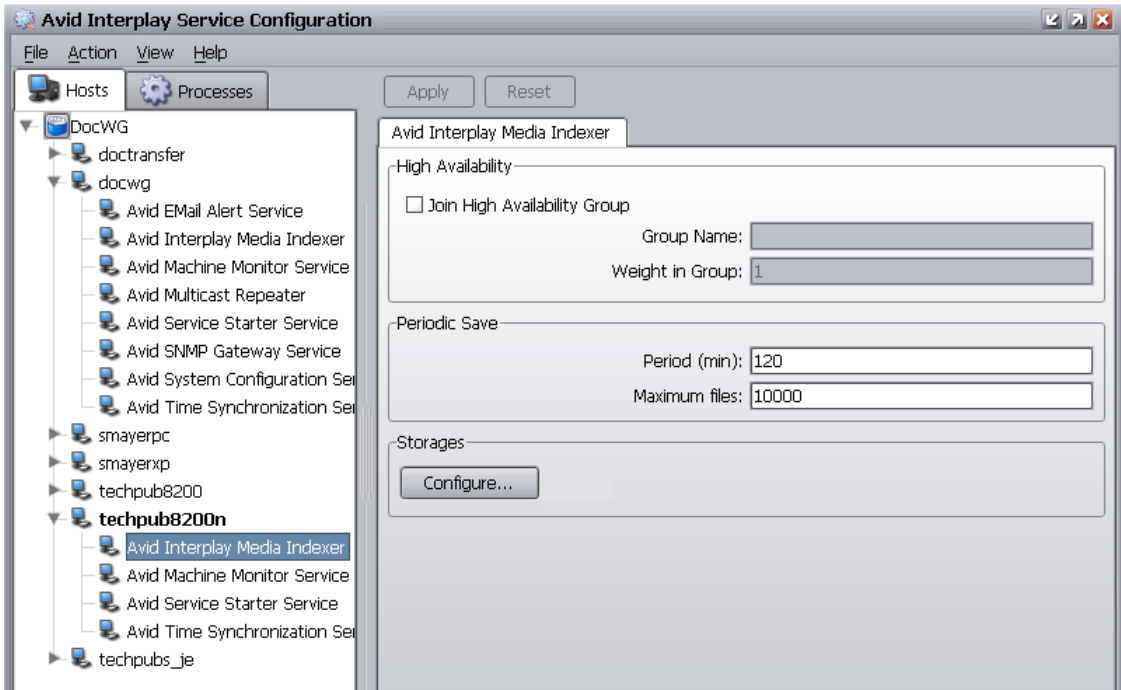 Avid Interplay Service Configuration
File Action View Help
Hosts Processes
DocWG
doctransfer
docwg
Avid EMail Alert Service
Avid Interplay Media Indexer
Avid Machine Monitor Service
Avid Multicast Repeater
Avid Service Starter Service
Avid SNMP Gateway Service
Avid System Configuration Ser
Avid Time Synchronization Ser
smayerpc
smayerxp
techpub8200
techpub8200n
Avid Interplay Media Indexer
Avid Machine Monitor Service
Avid Service Starter Service
Avid Time Synchronization Ser
techpubs_je
Apply Reset
Avid Interplay Media Indexer
High Availability
Join High Availability Group
Group Name:
Weight in Group: 1
Periodic Save
Period (min): 120
Maximum files: 10000
Storages
Configure...